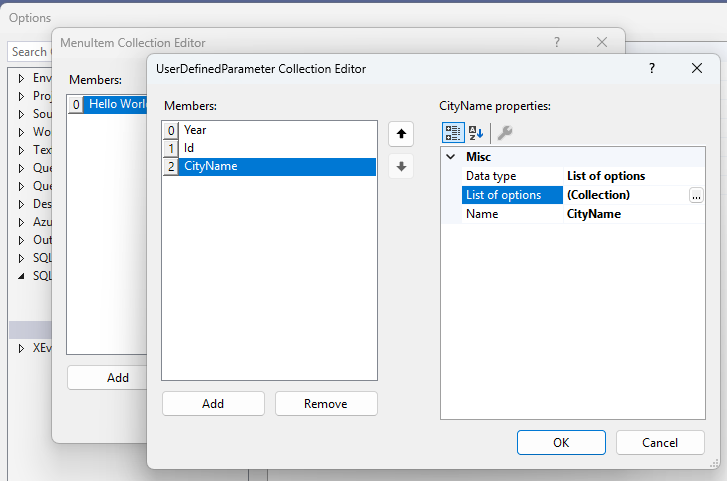 Options
Search
MenuItem Collection Editor
?
Members:
0 Hello World
Add
Env
Proj
Sou
Wo
Text
Que
Que
Des
Azu
Out
SQL
SQL
XEv
UserDefinedParameter Collection Editor
?
Members:
0 Year
1 Id
2 CityName
Add
Remove
CityName properties:
Misc
Data type List of options
List of options (Collection) ...
Name CityName
OK
Cancel